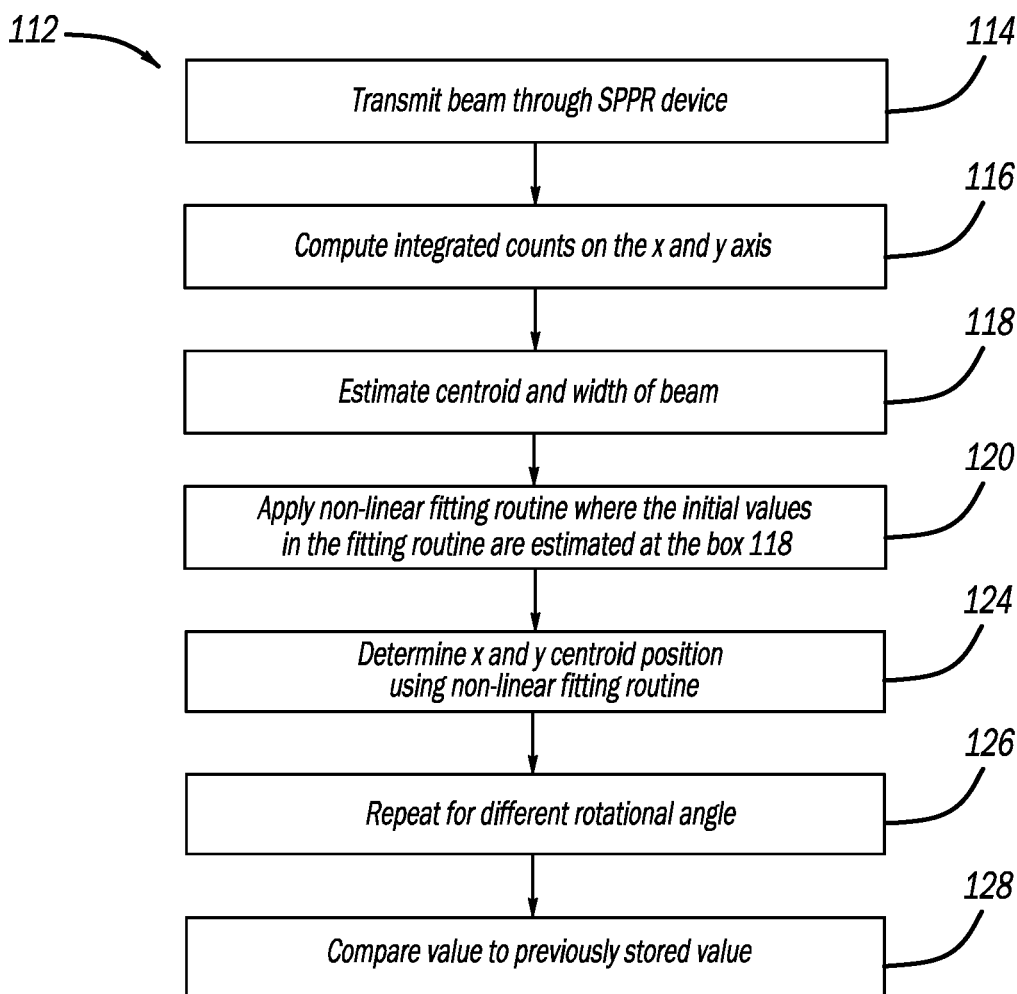 112
114
Transmit beam through SPPR device
116
Compute integrated counts on the x and y axis
118
Estimate centroid and width of beam
120
Apply non-linear fitting routine where the initial values
in the fitting routine are estimated at the box 118
124
Determine x and y centroid position
using non-linear fitting routine
126
Repeat for different rotational angle
128
Compare value to previously stored value